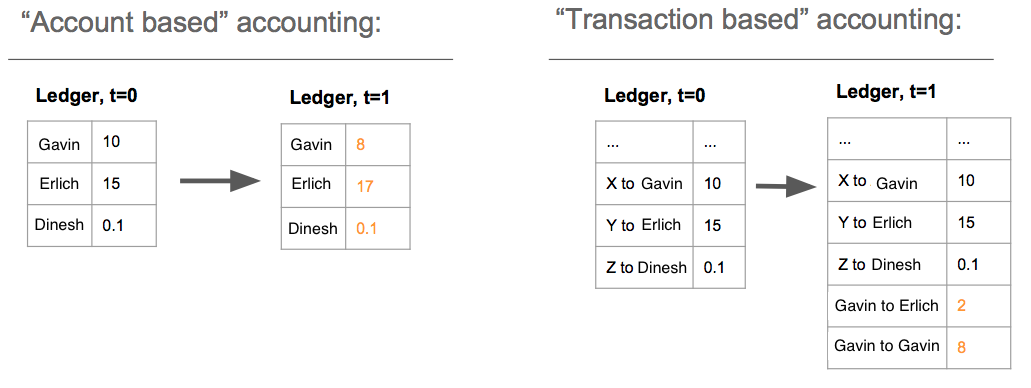 “Account based” accounting:
Ledger, t=0
Gavin 10
Erlich 15
Dinesh 0.1
Ledger, t=1
Gavin 8
Erlich 17
Dinesh 0.1
“Transaction based” accounting:
Ledger, t=0
... ...
X to Gavin 10
Y to Erlich 15
Z to Dinesh 0.1
Ledger, t=1
... ...
X to Gavin 10
Y to Erlich 15
Z to Dinesh 0.1
Gavin to Erlich 2
Gavin to Gavin 8